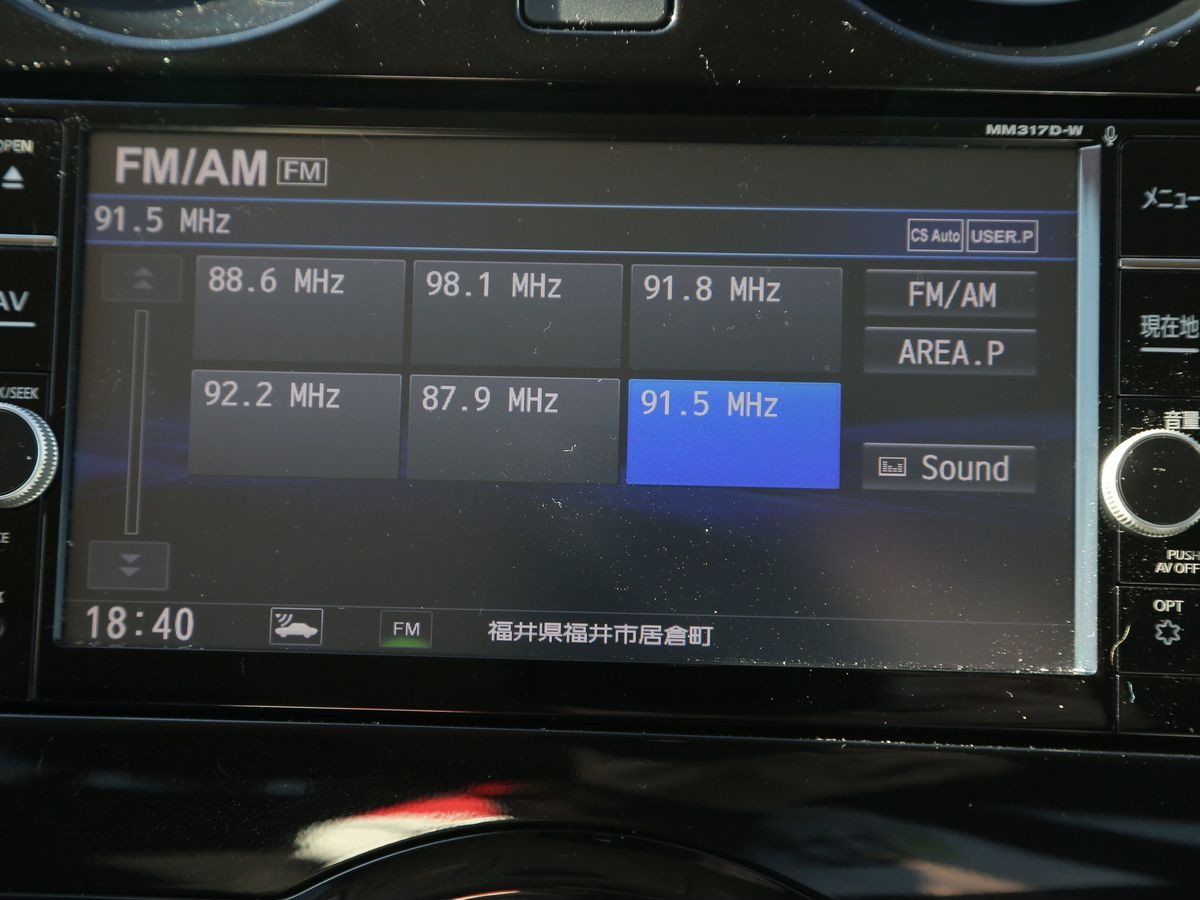 MM317D-W
OPEN
FM/AM FM
メニュー
91.5 MHz
CS Auto USER.P
88.6 MHz 98.1 MHz 91.8 MHz FM/AM
AV
現在地
AREA.P
92.2 MHz 87.9 MHz 91.5 MHz
/SEEK
音量
Sound
PUSH
AV OFF
18:40 FM 福井県福井市居倉町
OPT